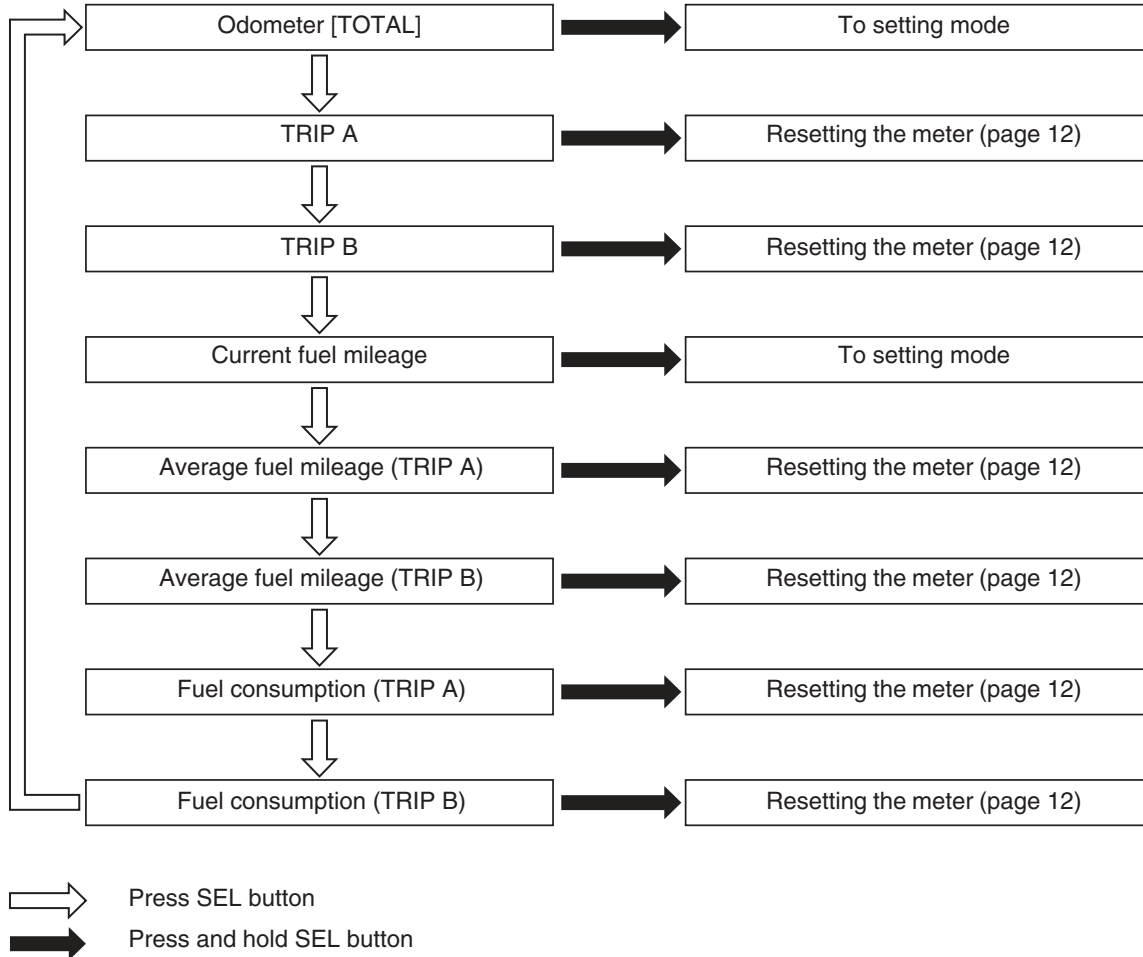 Odometer [TOTAL]
To setting mode
TRIP A
Resetting the meter (page 12)
TRIP B
Resetting the meter (page 12)
Current fuel mileage
To setting mode
Average fuel mileage (TRIP A)
Resetting the meter (page 12)
Average fuel mileage (TRIP B)
Resetting the meter (page 12)
Fuel consumption (TRIP A)
Resetting the meter (page 12)
Fuel consumption (TRIP B)
Resetting the meter (page 12)
Press SEL button
Press and hold SEL button